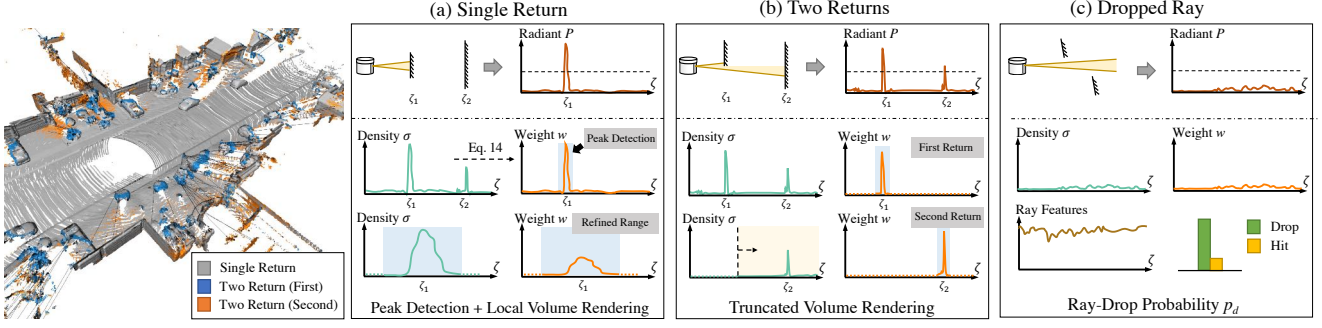 (a) Single Return
Radiant P
ζ
ζ₁
ζ₂
ζ₁
Density σ
Eq. 14
Weight w
Peak Detection
ζ
ζ₁
ζ₂
ζ
ζ₁
Density σ
Weight w
Refined Range
ζ
ζ₁
ζ
ζ₁
Peak Detection + Local Volume Rendering
Single Return
Two Return (First)
Two Return (Second)
(b) Two Returns
Radiant P
ζ
ζ₁
ζ₂
ζ₁
ζ₂
Density σ
Weight w
First Return
ζ
ζ₁
ζ₂
ζ
ζ₁
Density σ
Weight w
Second Return
ζ
ζ₂
ζ
ζ₂
Truncated Volume Rendering
(c) Dropped Ray
Radiant P
ζ
Density σ
Weight w
ζ
ζ
Ray Features
ζ
Drop
Hit
Ray-Drop Probability p_d